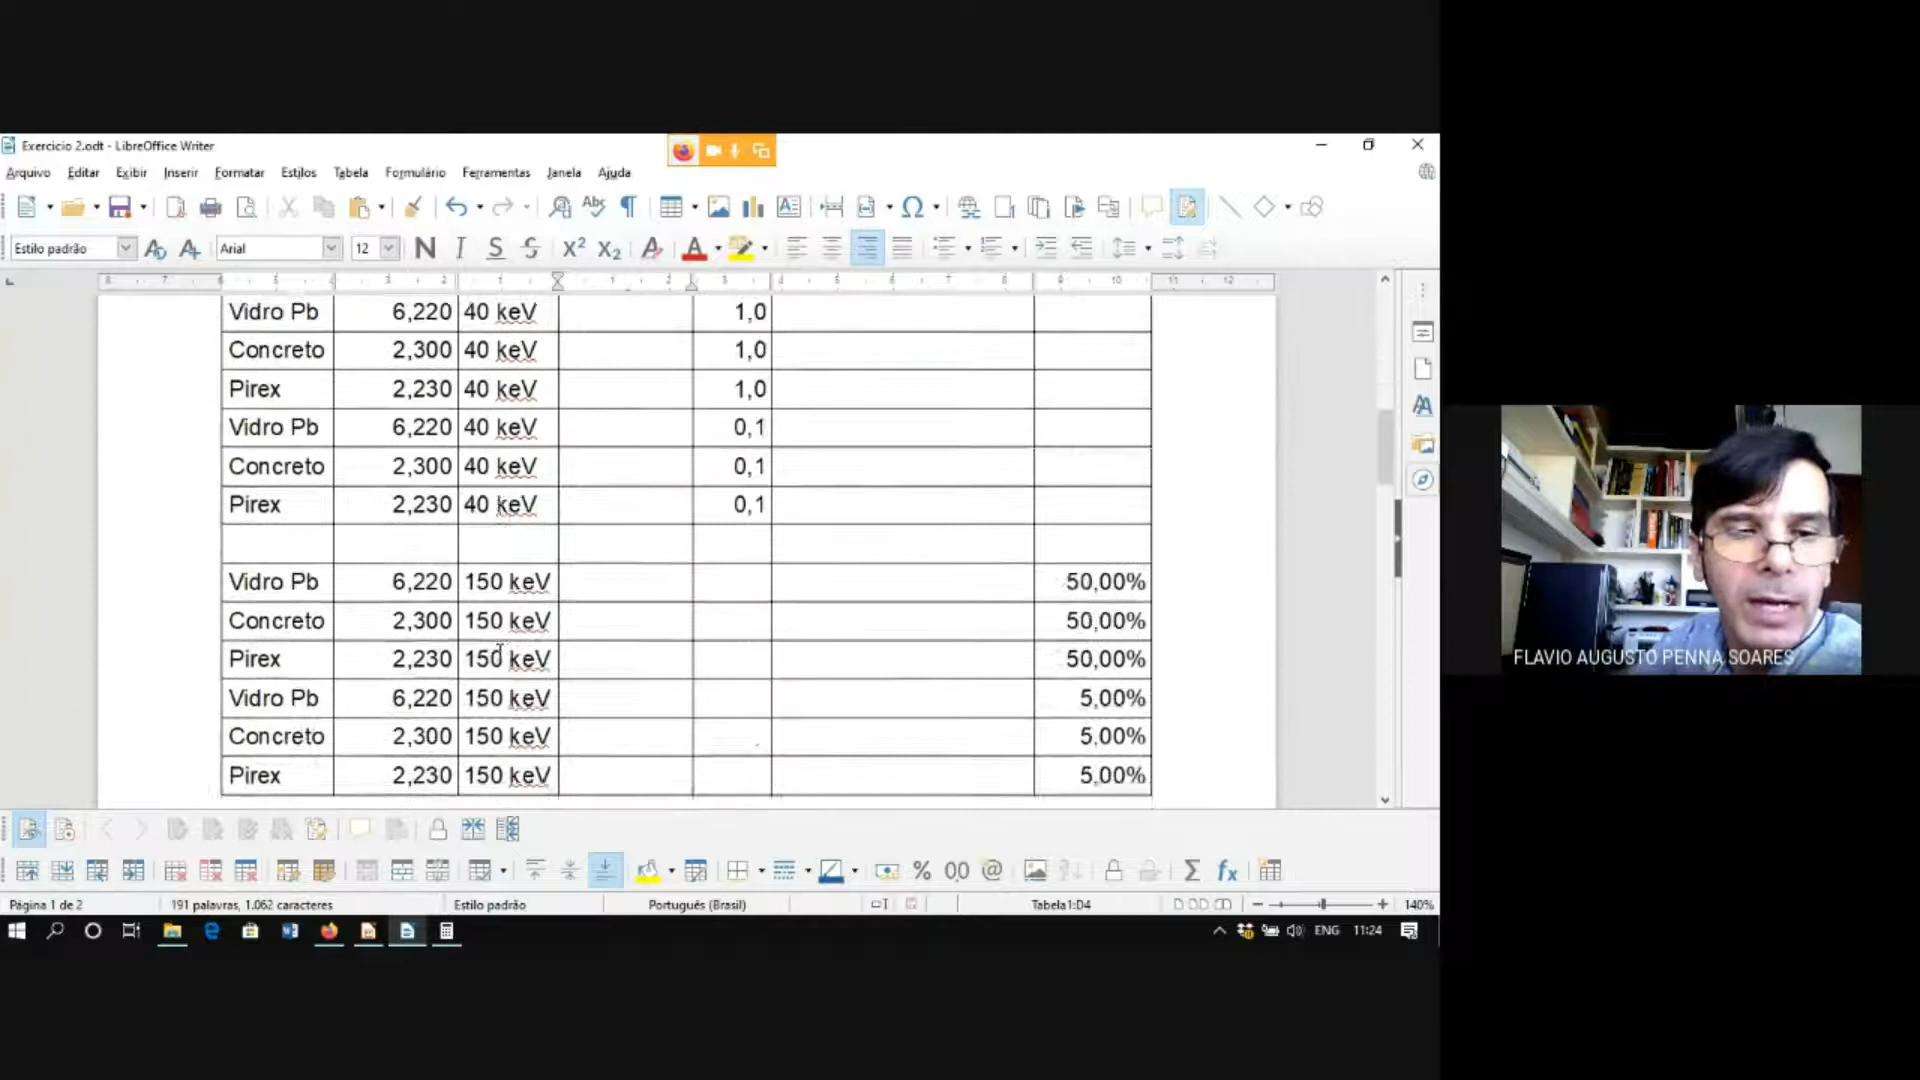 Exercicio 2.odt - LibreOffice Writer
Arquivo Editar Exibir Inserir Formatar Estilos Tabela Formulário Ferramentas Janela Ajuda
Estilo padrão Arial 12 N I S S X² X₂ A A
Vidro Pb 6,220 40 keV 1,0
Concreto 2,300 40 keV 1,0
Pirex 2,230 40 keV 1,0
Vidro Pb 6,220 40 keV 0,1
Concreto 2,300 40 keV 0,1
Pirex 2,230 40 keV 0,1
Vidro Pb 6,220 150 keV 50,00%
Concreto 2,300 150 keV 50,00%
Pirex 2,230 150 keV 50,00%
Vidro Pb 6,220 150 keV 5,00%
Concreto 2,300 150 keV 5,00%
Pirex 2,230 150 keV 5,00%
FLAVIO AUGUSTO PENNA SOARES
Página 1 de 2 191 palavras, 1.062 caracteres Estilo padrão Português (Brasil) Tabela1:D4 140%
ENG 11:24